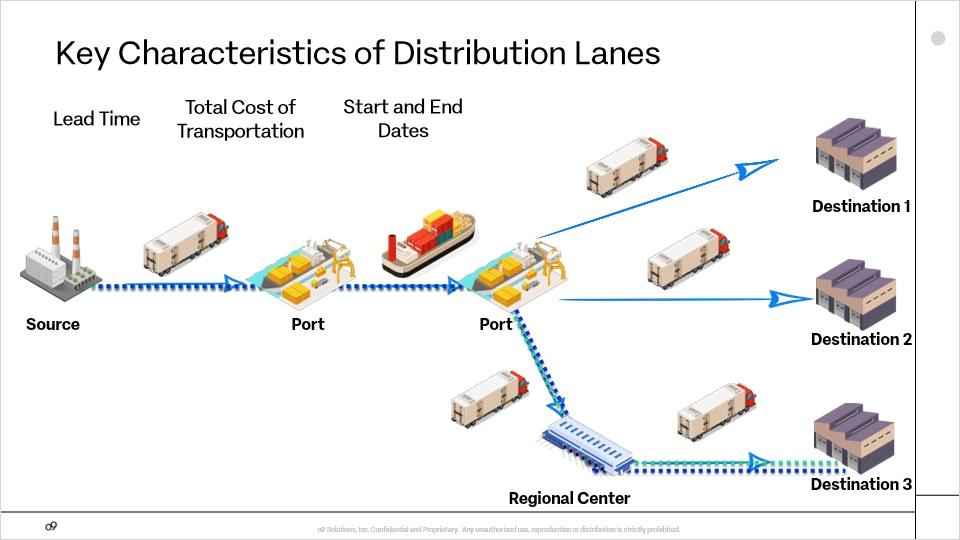 Key Characteristics of Distribution Lanes
Lead Time
Total Cost of
Transportation
Start and End
Dates
Destination 1
Source
Port
Port
Destination 2
Destination 3
Regional Center
o9
o9 Solutions, Inc. Confidential and Proprietary. Any unauthorized use, reproduction or distribution is strictly prohibited.